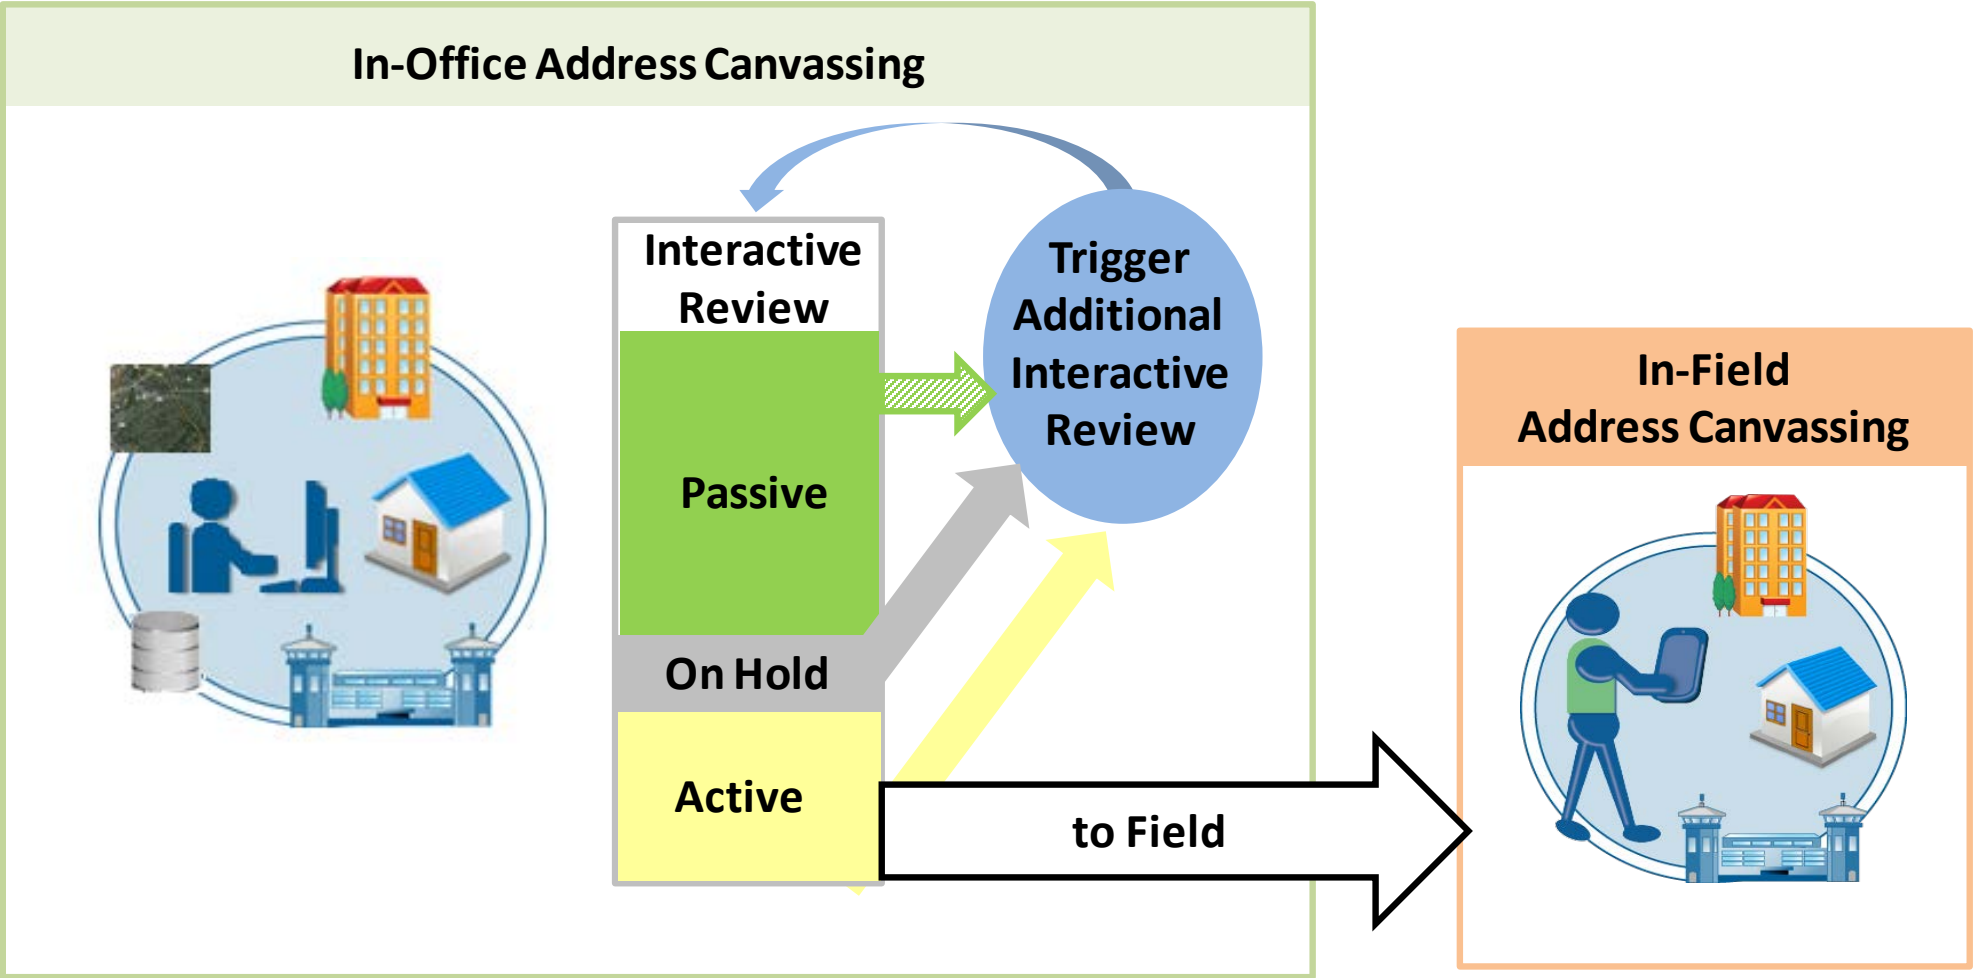 In-Office Address Canvassing
Interactive
Review
Passive
On Hold
Active
Trigger
Additional
Interactive
Review
to Field
In-Field
Address Canvassing